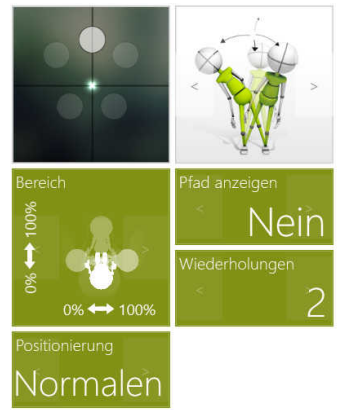 Bereich
0% 100%
0% 100%
Pfad anzeigen
Nein
Wiederholungen
2
Positionierung
Normalen